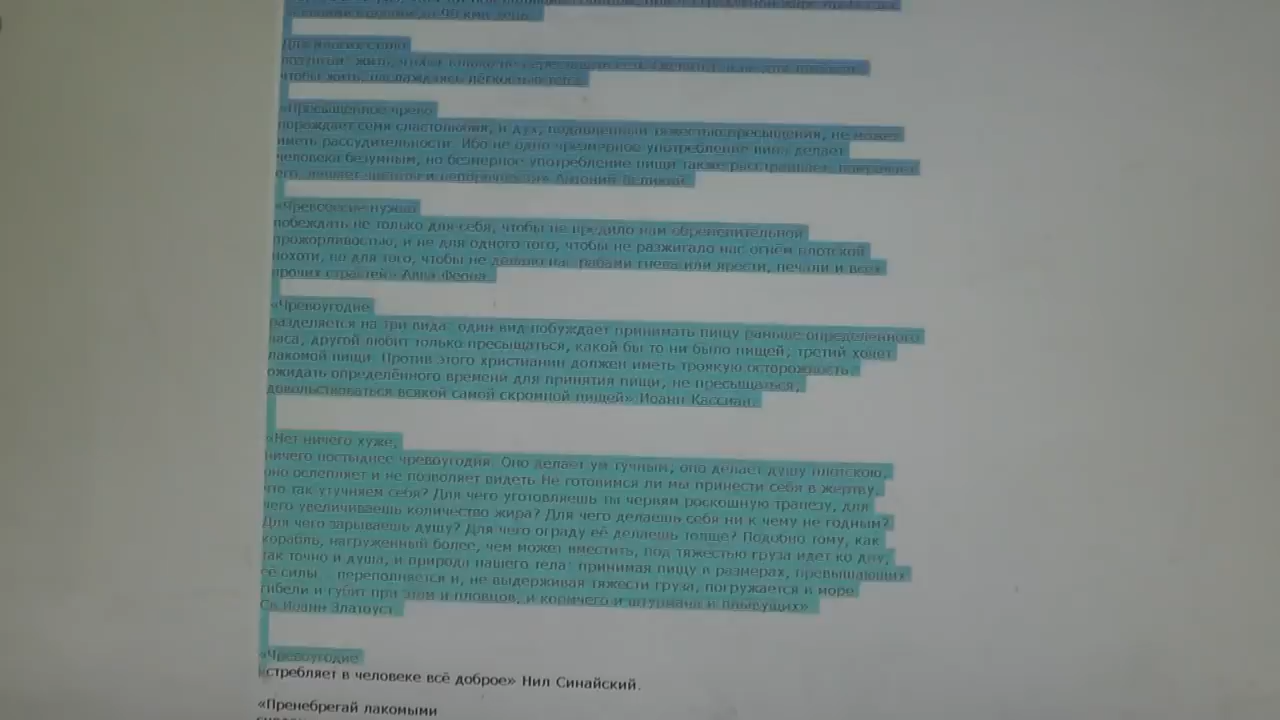 Для многих стало
чтобы жить, наслаждаясь лёгкостью тела.
«Пресыщенное чрево
порождает семя сластолюбия, и дух, подавленный тяжестью пресыщения, не может
иметь рассудительности. Ибо не одно чрезмерное употребление вина делает
человека безумным, но безмерное употребление пищи также расстраивает, помрачает
его, лишает чистоты и непорочности» Антоний Великий.
«Чревобесие нужно
побеждать не только для себя, чтобы не вредило нам обременительной
прожорливостью, и не для одного того, чтобы не разжигало нас огнём плотской
похоти, но для того, чтобы не делало нас рабами гнева или ярости, печали и всех
прочих страстей» Авва Феона.
«Чревоугодие
разделяется на три вида: один вид побуждает принимать пищу раньше определённого
часа, другой любит только пресыщаться, какой бы то ни было пищей; третий хочет
лакомой пищи. Против этого христианин должен иметь троякую осторожность:
ожидать определённого времени для принятия пищи; не пресыщаться;
довольствоваться всякой самой скромной пищей» Иоанн Кассиан.
«Нет ничего хуже,
ничего постыднее чревоугодия. Оно делает ум тучным, оно делает душу плотскою,
оно ослепляет и не позволяет видеть. Не готовимся ли мы принести себя в жертву,
что так утучняем себя? Для чего уготовляешь ты червям роскошную трапезу, для
чего увеличиваешь количество жира? Для чего делаешь себя ни к чему не годным?
Для чего зарываешь душу? Для чего ограду её делаешь толще? Подобно тому, как
корабль, нагруженный более, чем может вместить, под тяжестью груза идет ко дну,
так точно и душа, и природа нашего тела: принимая пищу в размерах, превышающих
её силы - переполняется и, не выдерживая тяжести груза, погружается в море
гибели и губит при этом и пловцов, и кормчего и штурмана и плывущих»
Св.Иоанн Златоуст.
«Чревоугодие
истребляет в человеке всё доброе» Нил Синайский.
«Пренебрегай лакомыми